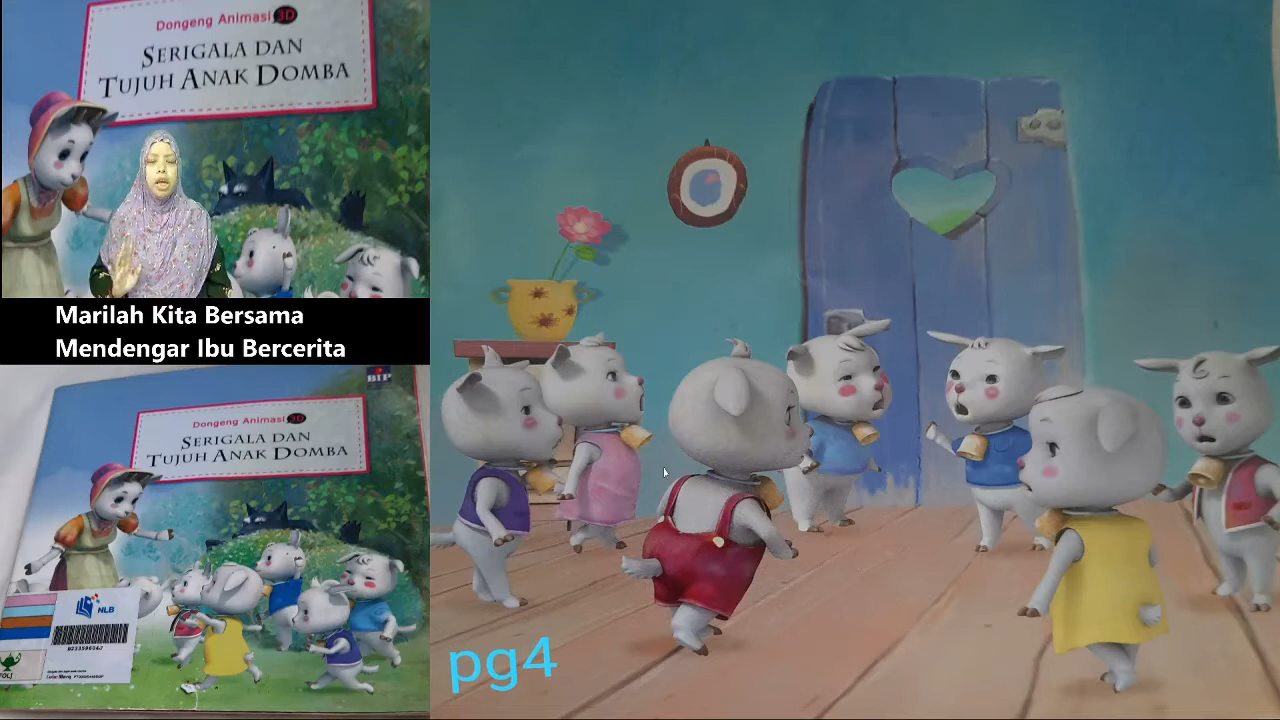 Dongeng Animasi 3D
SERIGALA DAN
TUJUH ANAK DOMBA
Marilah Kita Bersama
Mendengar Ibu Bercerita
BIP
Dongeng Animasi 3D
SERIGALA DAN
TUJUH ANAK DOMBA
NLB
pg4